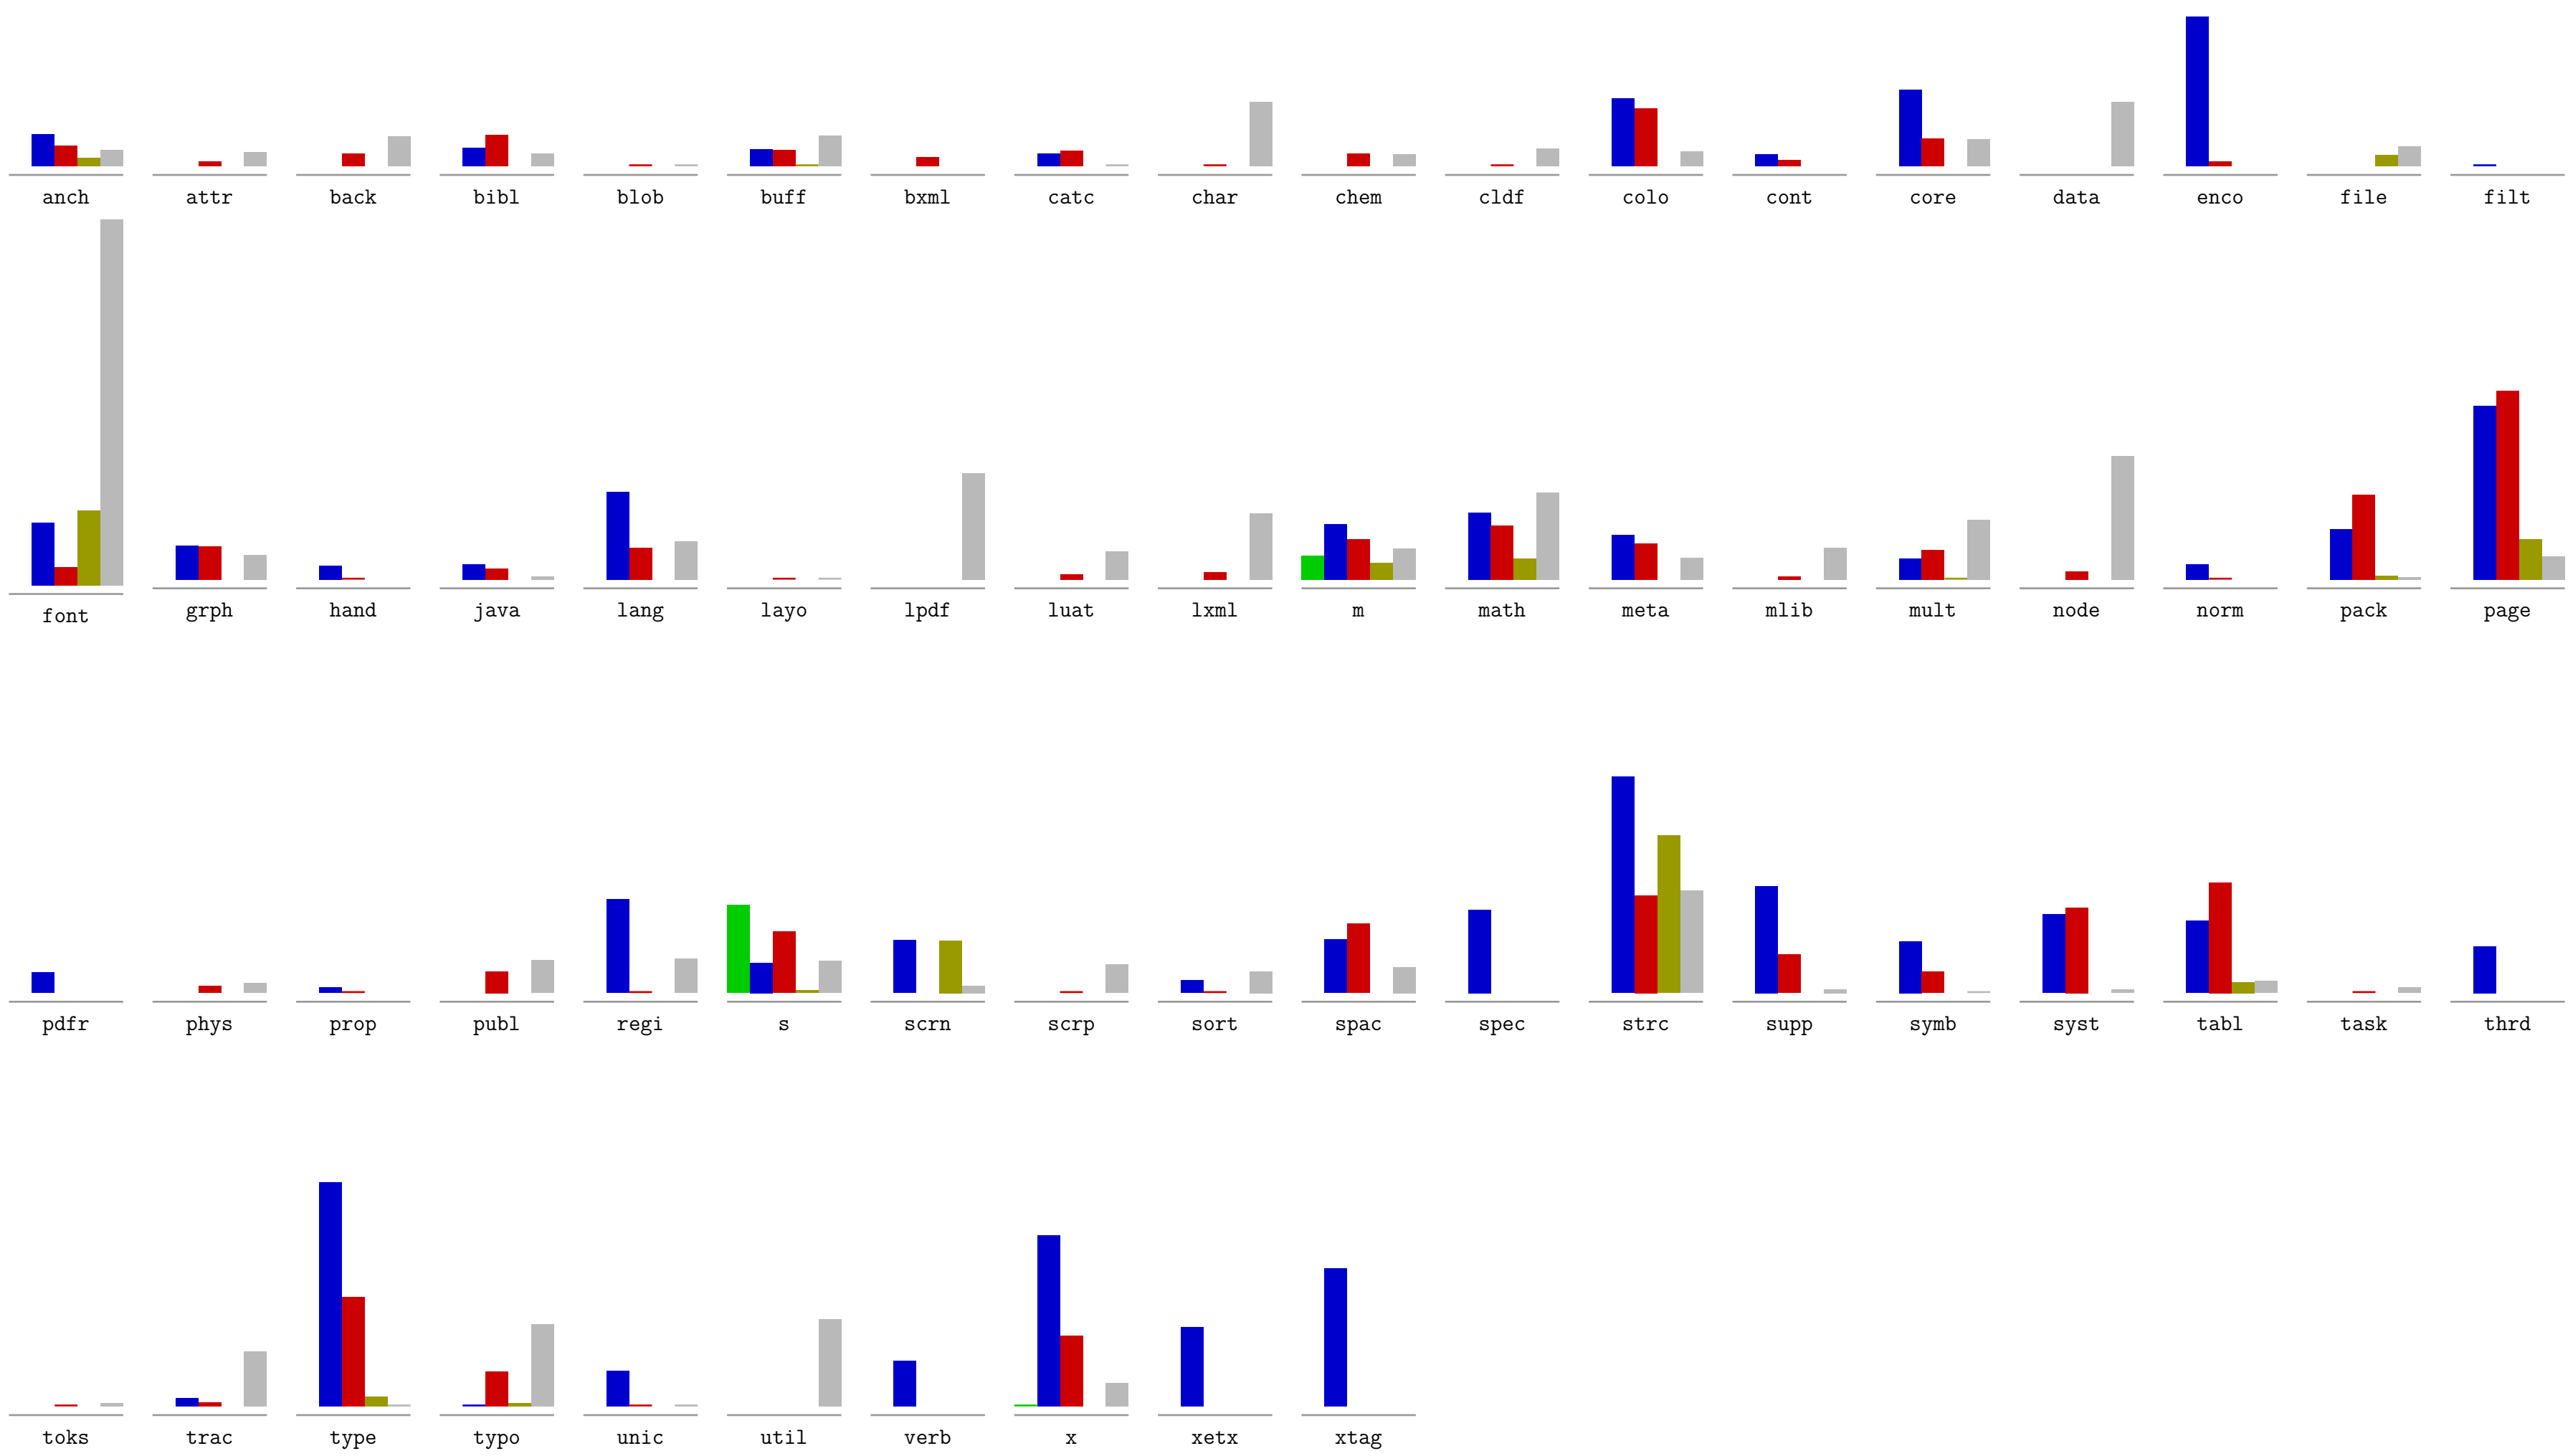 anch attr back bibl blob buff bxml catc char chem cldf colo cont core data enco file filt
font grph hand java lang layo lpdf luat lxml m math meta mlib mult node norm pack page
pdfr phys prop publ regi s scrn scrp sort spac spec strc supp symb syst tabl task thrd
toks trac type typo unic util verb x xetx xtag